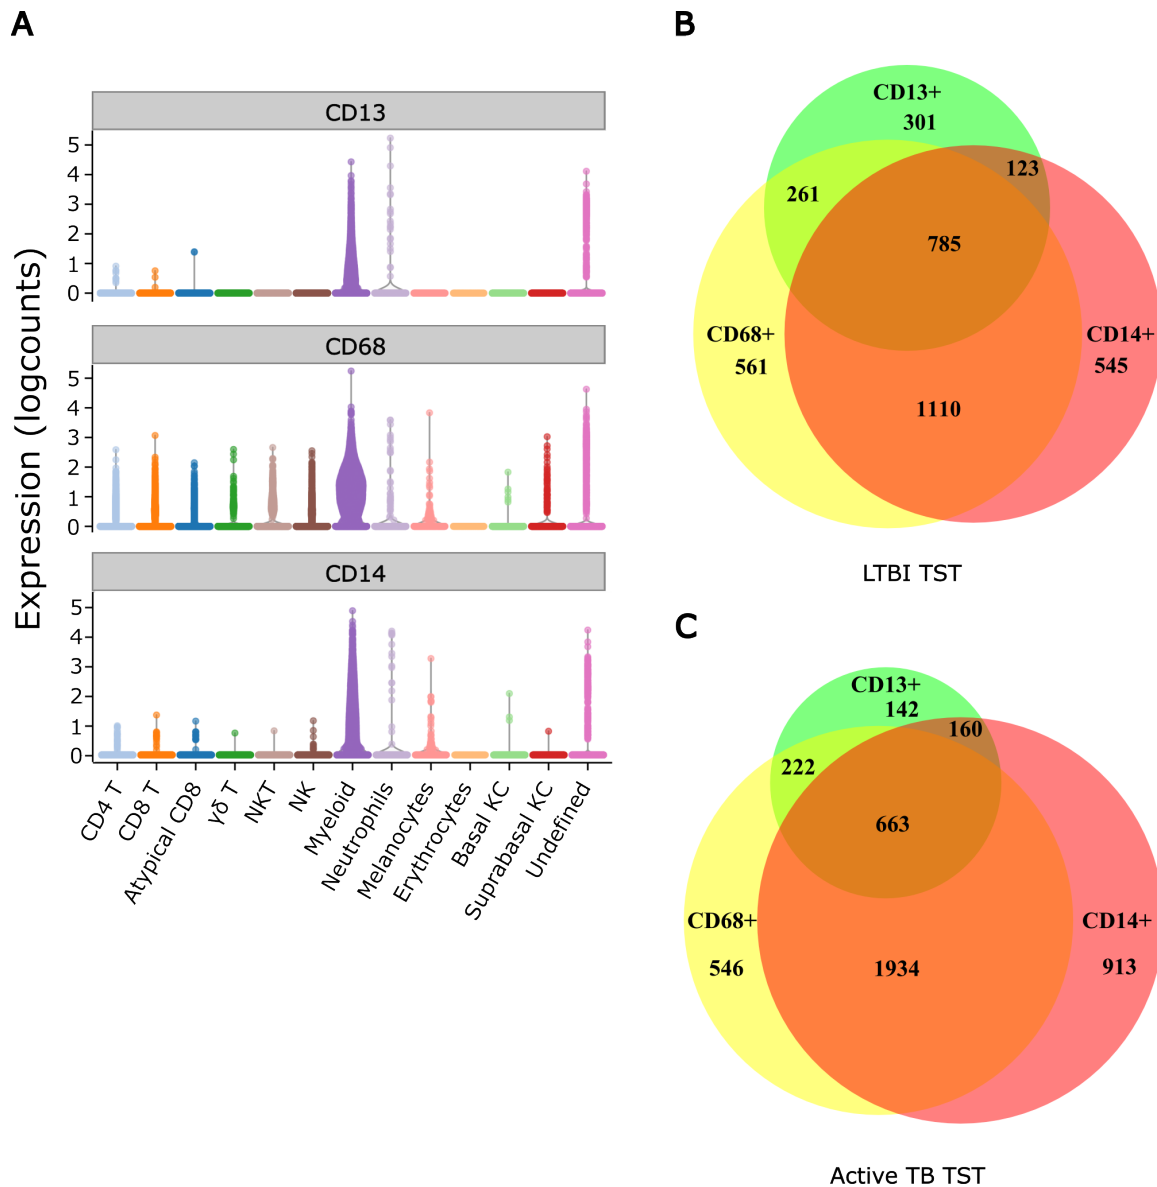 A
Expression (logcounts)
CD13
5
4
3
2
1
0
CD68
5
4
3
2
1
0
CD14
5
4
3
2
1
0
CD4 T
CD8 T
Atypical CD8
γδ T
NKT
NK
Myeloid
Neutrophils
Melanocytes
Erythrocytes
Basal KC
Suprabasal KC
Undefined
B
CD13+
301
123
261
785
CD68+
561
CD14+
545
1110
LTBI TST
C
CD13+
142
160
222
663
CD68+
546
CD14+
913
1934
Active TB TST